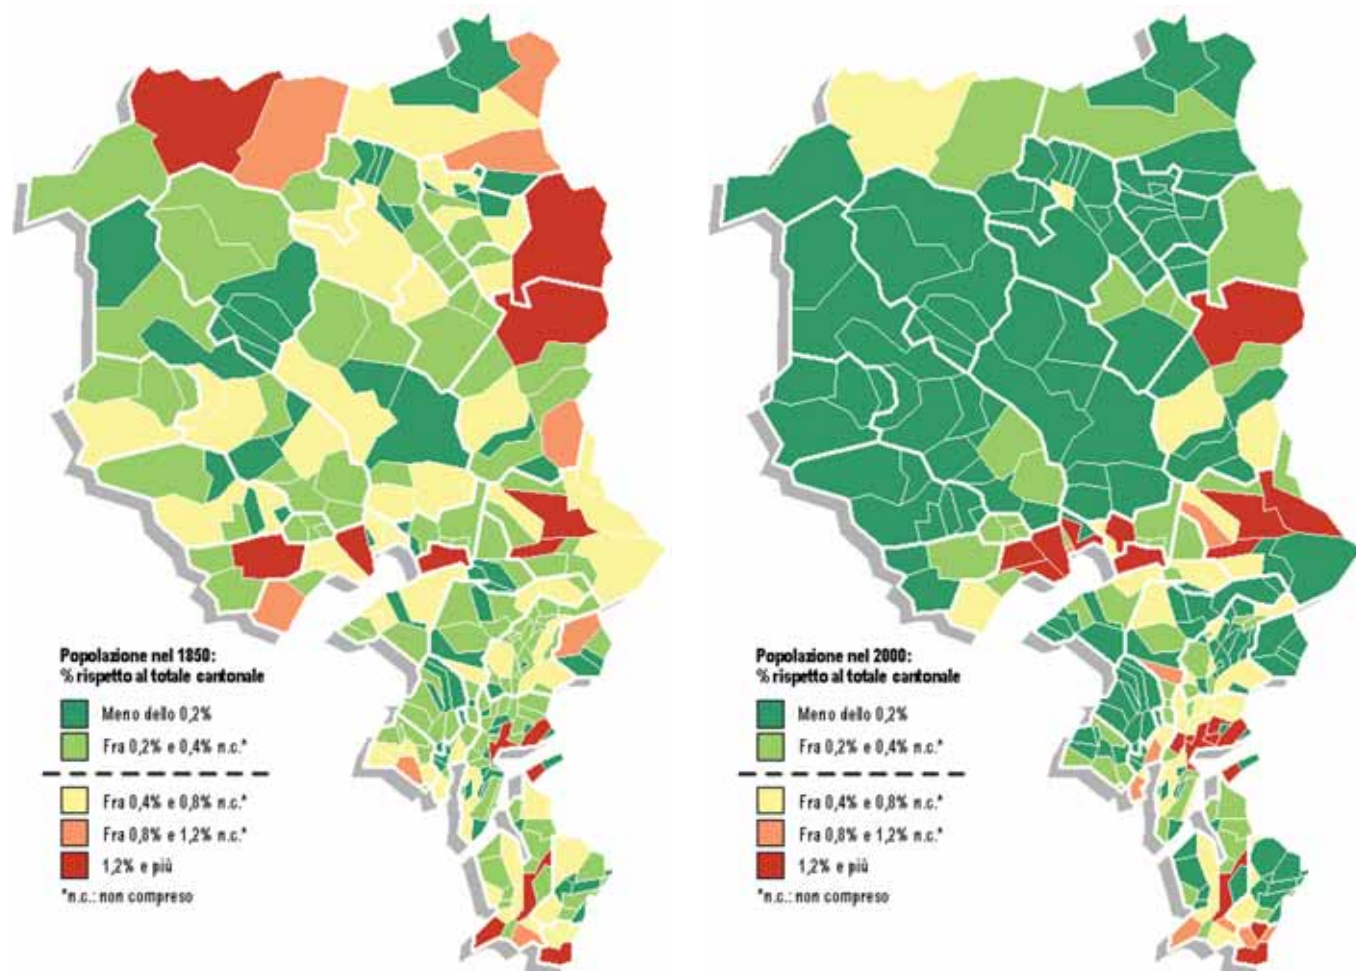 Popolazione nel 1850:
% rispetto al totale cantonale
Meno dello 0,2%
Fra 0,2% e 0,4% n.c.*
Fra 0,4% e 0,8% n.c.*
Fra 0,8% e 1,2% n.c.*
1,2% e più
*n.c.: non compreso
Popolazione nel 2000:
% rispetto al totale cantonale
Meno dello 0,2%
Fra 0,2% e 0,4% n.c.*
Fra 0,4% e 0,8% n.c.*
Fra 0,8% e 1,2% n.c.*
1,2% e più
*n.c.: non compreso